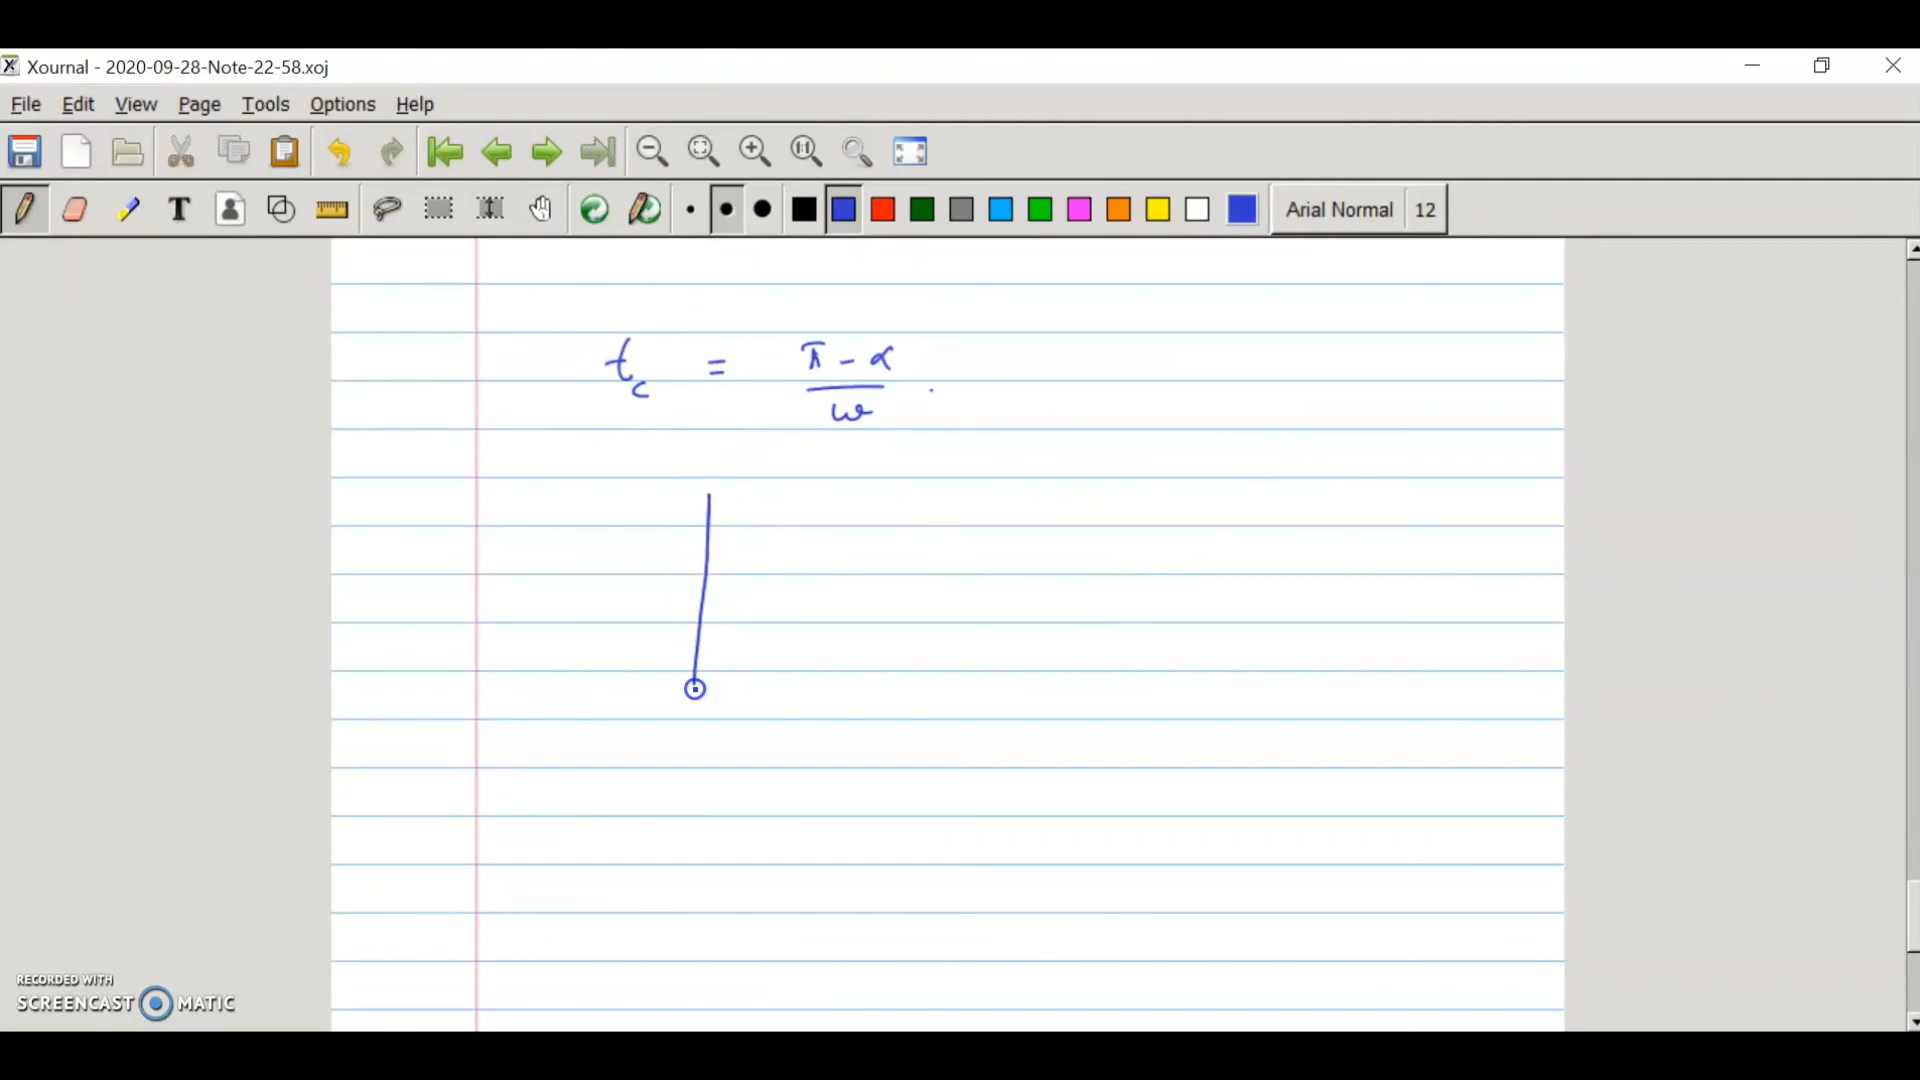 Xournal - 2020-09-28-Note-22-58.xoj
File Edit View Page Tools Options Help
T Arial Normal 12
t_c = (π - α)/ω .
RECORDED WITH
SCREENCAST MATIC